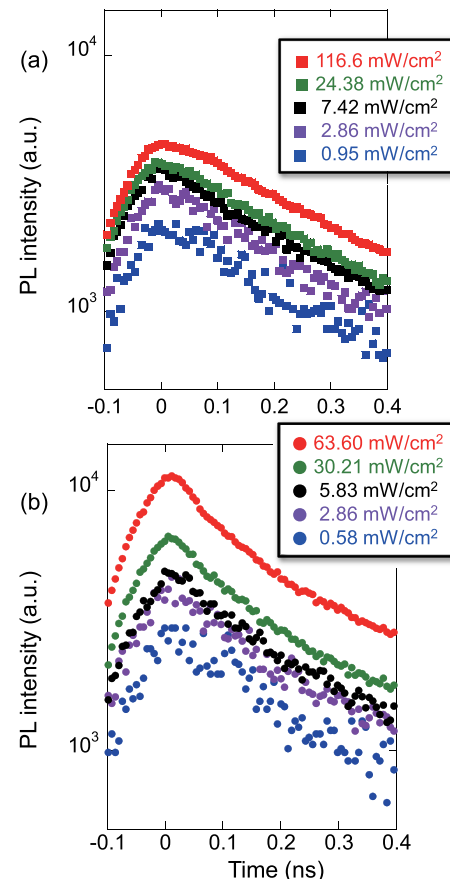 10⁴
(a)
116.6 mW/cm²
24.38 mW/cm²
7.42 mW/cm²
2.86 mW/cm²
0.95 mW/cm²
PL intensity (a.u.)
10³
-0.1 0 0.1 0.2 0.3 0.4
63.60 mW/cm²
30.21 mW/cm²
5.83 mW/cm²
2.86 mW/cm²
0.58 mW/cm²
10⁴
(b)
PL intensity (a.u.)
10³
-0.1 0 0.1 0.2 0.3 0.4
Time (ns)